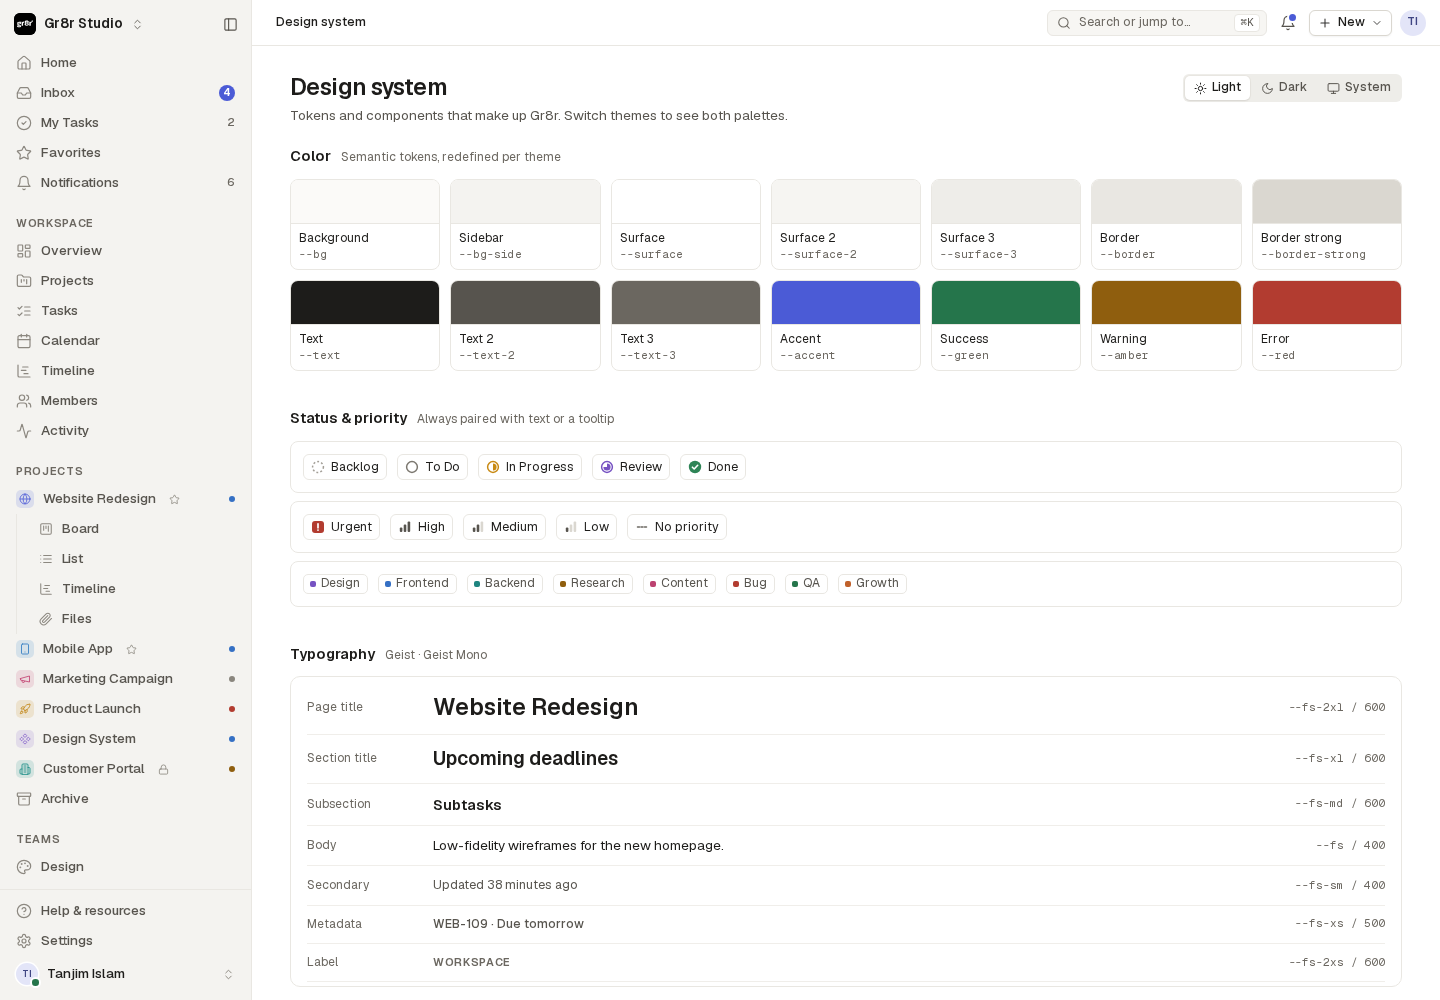 gr8r
Gr8r Studio
Home
Inbox 4
My Tasks 2
Favorites
Notifications 6
WORKSPACE
Overview
Projects
Tasks
Calendar
Timeline
Members
Activity
PROJECTS
Website Redesign
Board
List
Timeline
Files
Mobile App
Marketing Campaign
Product Launch
Design System
Customer Portal
Archive
TEAMS
Design
Help & resources
Settings
TI Tanjim Islam
Design system
Search or jump to... ⌘K
New
TI
Design system
Light Dark System
Tokens and components that make up Gr8r. Switch themes to see both palettes.
Color Semantic tokens, redefined per theme
Background Sidebar Surface Surface 2 Surface 3 Border Border strong
--bg --bg-side --surface --surface-2 --surface-3 --border --border-strong
Text Text 2 Text 3 Accent Success Warning Error
--text --text-2 --text-3 --accent --green --amber --red
Status & priority Always paired with text or a tooltip
Backlog To Do In Progress Review Done
Urgent High Medium Low No priority
Design Frontend Backend Research Content Bug QA Growth
Typography Geist · Geist Mono
Page title Website Redesign --fs-2xl / 600
Section title Upcoming deadlines --fs-xl / 600
Subsection Subtasks --fs-md / 600
Body Low-fidelity wireframes for the new homepage. --fs / 400
Secondary Updated 38 minutes ago --fs-sm / 400
Metadata WEB-109 · Due tomorrow --fs-xs / 500
Label WORKSPACE --fs-2xs / 600